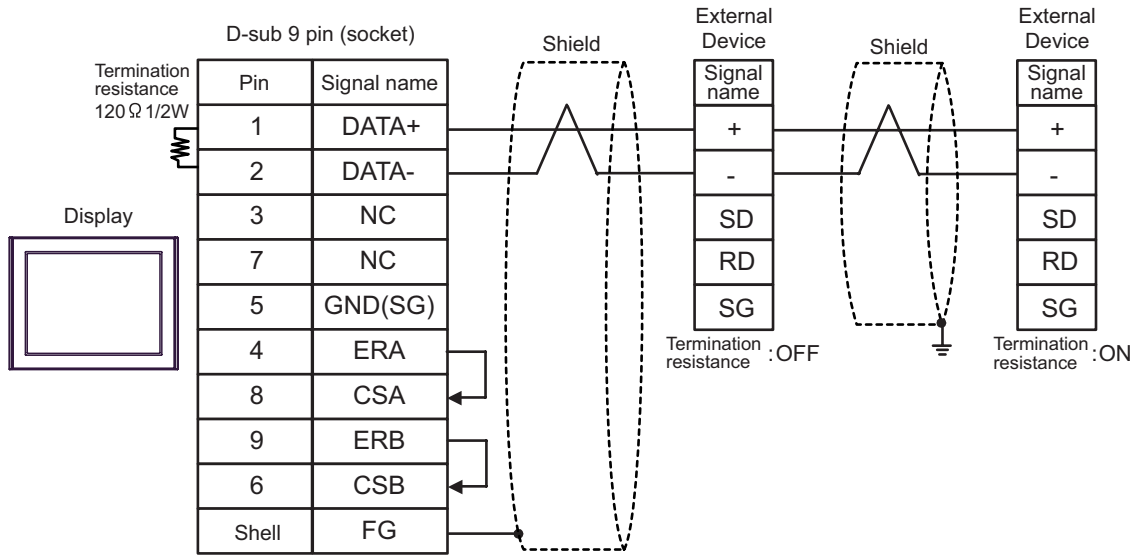 D-sub 9 pin (socket)
Shield
External
Device
Shield
External
Device
Termination
resistance
120Ω1/2W
Pin Signal name
1 DATA+
2 DATA-
3 NC
7 NC
5 GND(SG)
4 ERA
8 CSA
9 ERB
6 CSB
Shell FG
Display
Signal
name
+
-
SD
RD
SG
Termination
resistance :OFF
Signal
name
+
-
SD
RD
SG
Termination
resistance :ON